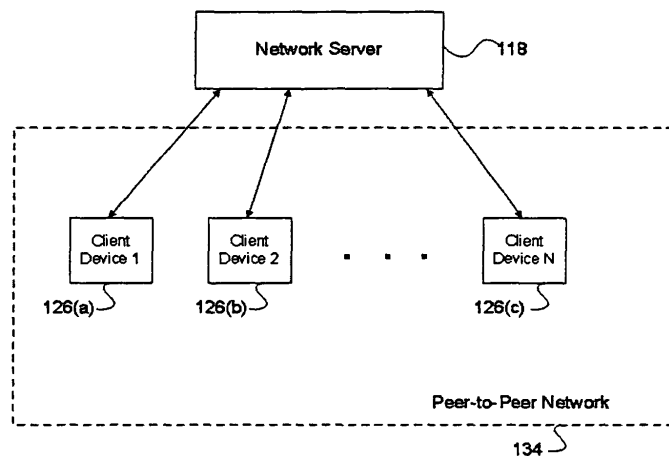 Network Server
118
Client
Device 1
Client
Device 2
. . .
Client
Device N
126(a)
126(b)
126(c)
Peer-to-Peer Network
134